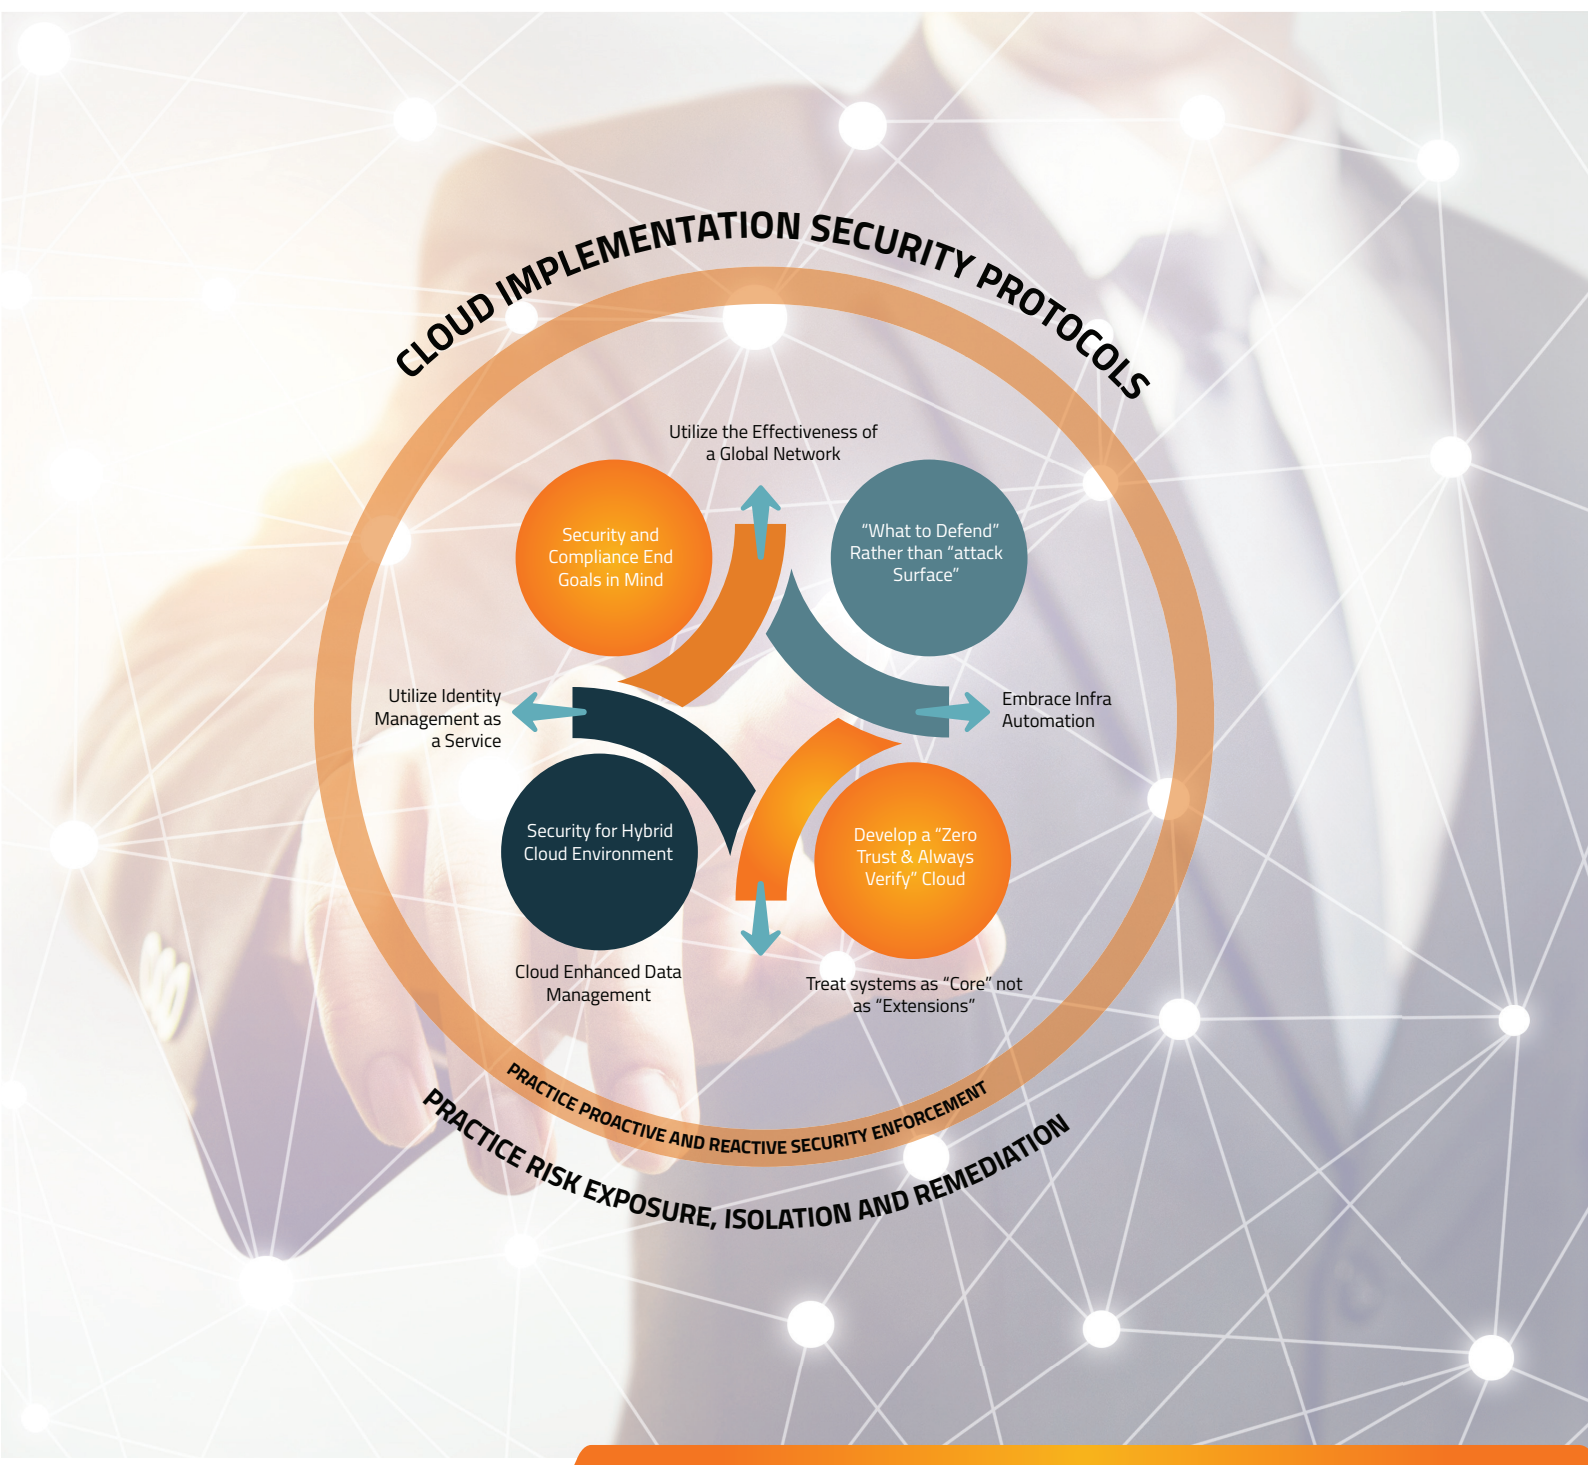 CLOUD IMPLEMENTATION SECURITY PROTOCOLS
Utilize the Effectiveness of
a Global Network
Security and
Compliance End
Goals in Mind
“What to Defend”
Rather than “attack
Surface”
Utilize Identity
Management as
a Service
Embrace Infra
Automation
Security for Hybrid
Cloud Environment
Develop a “Zero
Trust & Always
Verify” Cloud
Cloud Enhanced Data
Management
Treat systems as “Core” not
as “Extensions”
PRACTICE PROACTIVE AND REACTIVE SECURITY ENFORCEMENT
PRACTICE RISK EXPOSURE, ISOLATION AND REMEDIATION